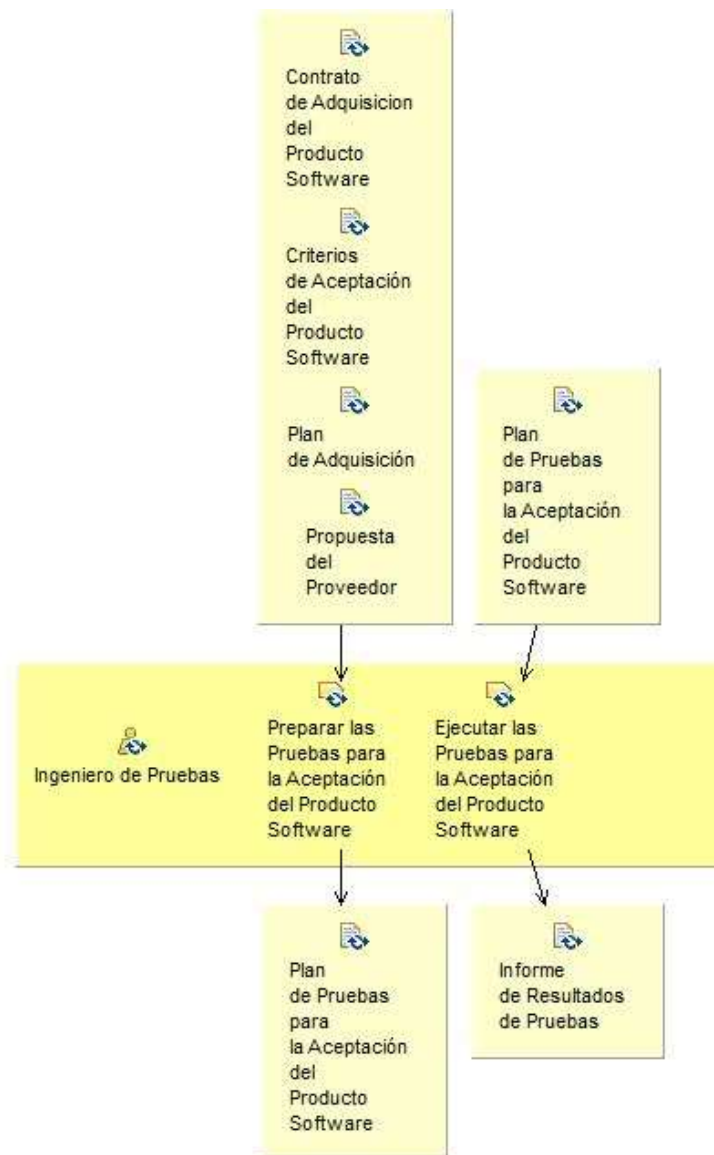 Contrato
de Adquisicion
del
Producto
Software
Criterios
de Aceptación
del
Producto
Software
Plan
de Adquisición
Propuesta
del
Proveedor
Plan
de Pruebas
para
la Aceptación
del
Producto
Software
Ingeniero de Pruebas
Preparar las
Pruebas para
la Aceptación
del Producto
Software
Ejecutar las
Pruebas para
la Aceptación
del Producto
Software
Plan
de Pruebas
para
la Aceptación
del
Producto
Software
Informe
de Resultados
de Pruebas